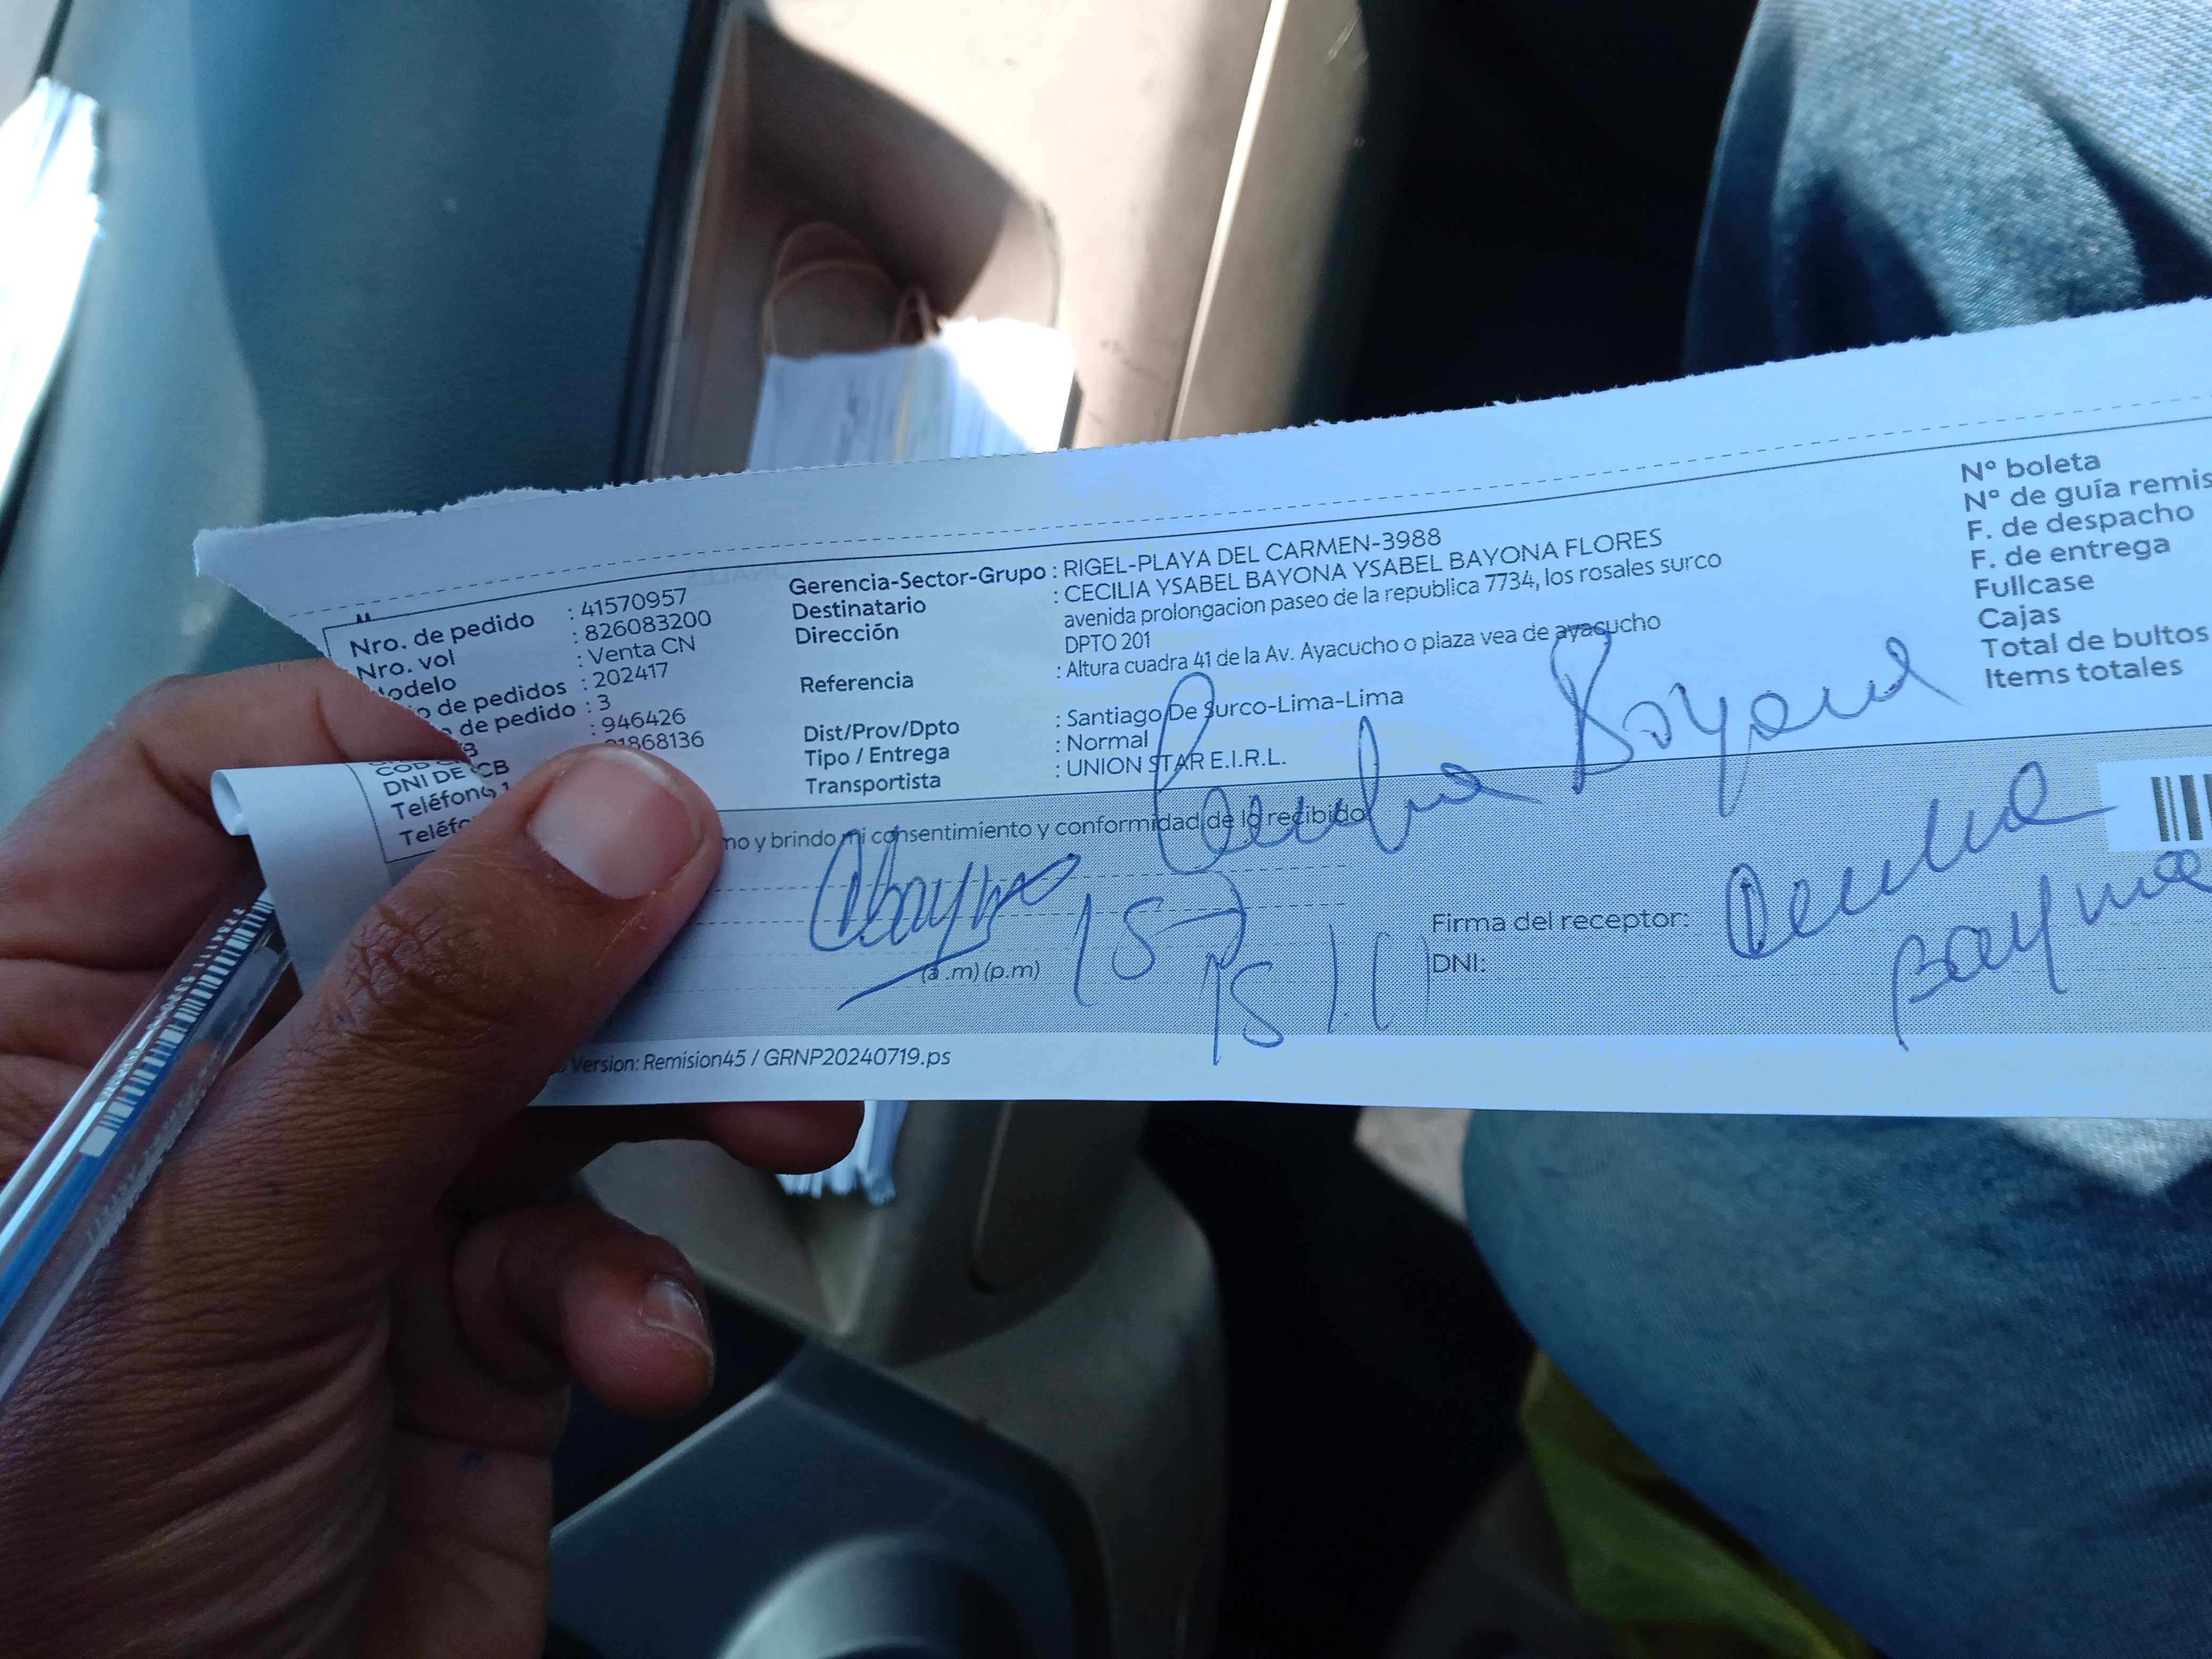 Nro. de pedido : 41570957
Nro. vol : 826083200
odelo : Venta CN
o de pedidos : 202417
de pedido : 3
: 946426
COD
DNI DE CB 1868136
Teléfono 1
Teléfo
Gerencia-Sector-Grupo : RIGEL-PLAYA DEL CARMEN-3988
Destinatario : CECILIA YSABEL BAYONA YSABEL BAYONA FLORES
Dirección avenida prolongacion paseo de la republica 7734, los rosales surco
DPTO 201
Referencia : Altura cuadra 41 de la Av. Ayacucho o plaza vea de ayacucho
Dist/Prov/Dpto : Santiago De Surco-Lima-Lima
Tipo / Entrega : Normal
Transportista : UNION STAR E.I.R.L.
N° boleta
N° de guía remis
F. de despacho
F. de entrega
Fullcase
Cajas
Total de bultos
Items totales
Cecilia Bayona
mo y brindo mi consentimiento y conformidad de lo recibido
(a .m) (p.m)
15 11
Firma del receptor: Cecilia
Bayona
DNI:
Version: Remision45 / GRNP20240719.ps